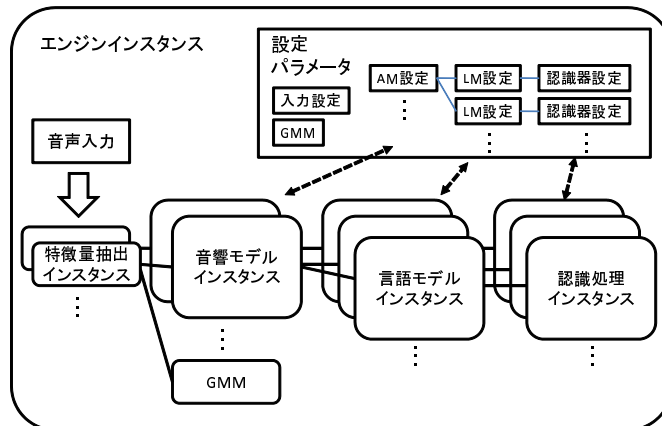 エンジンインスタンス
設定
パラメータ
AM設定
LM設定
認識器設定
入力設定
LM設定
認識器設定
GMM
音声入力
特徴量抽出
インスタンス
音響モデル
インスタンス
言語モデル
インスタンス
認識処理
インスタンス
GMM